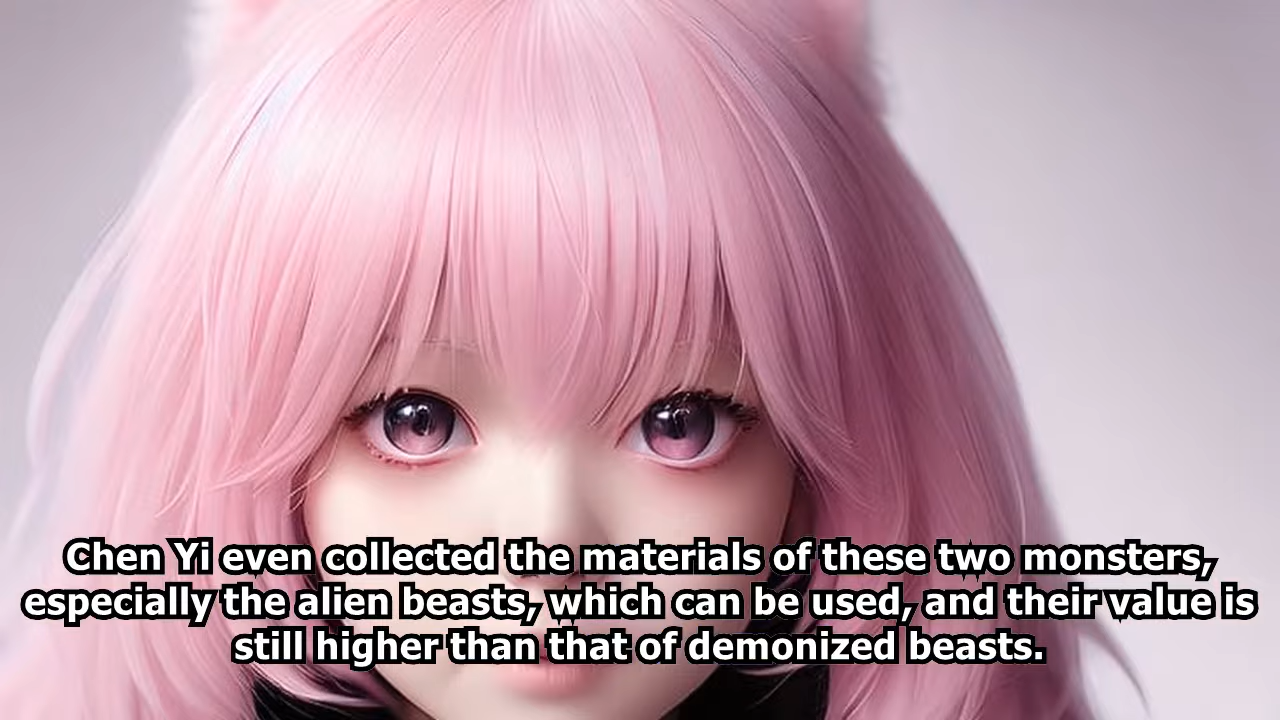 Chen Yi even collected the materials of these two monsters,
especially the alien beasts, which can be used, and their value is
still higher than that of demonized beasts.